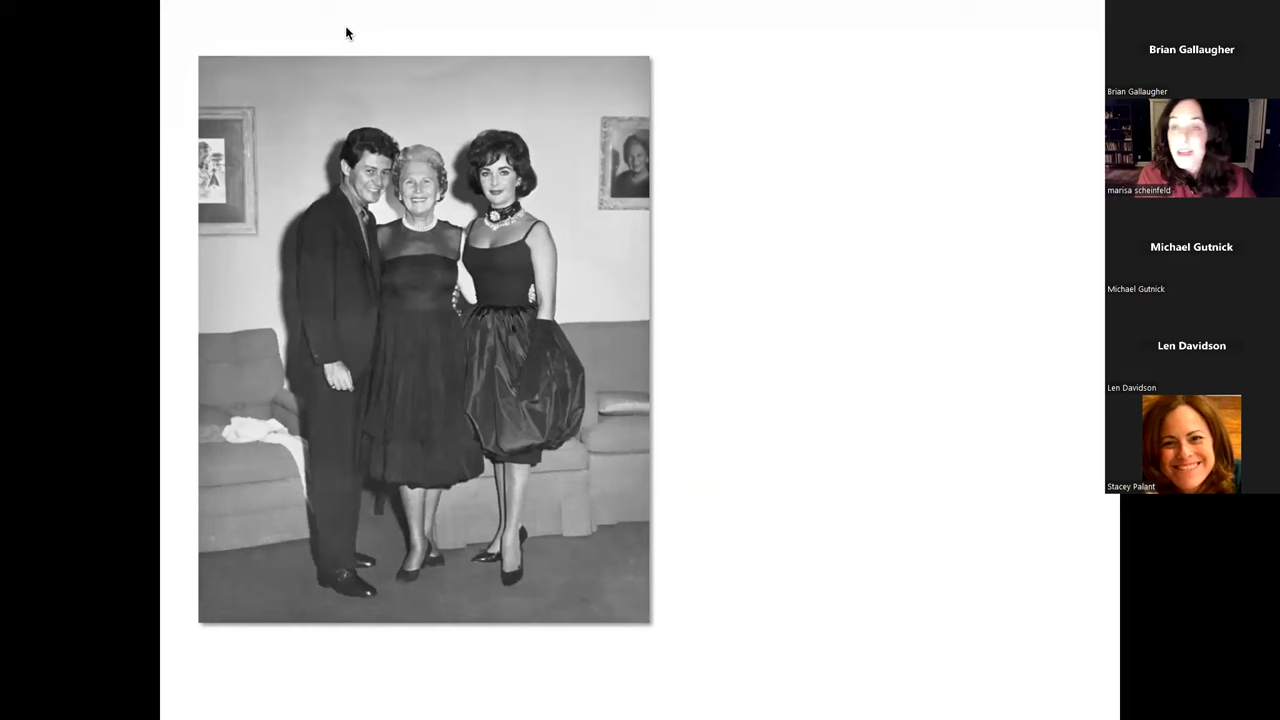 Brian Gallaugher
Brian Gallaugher
marisa scheinfeld
Michael Gutnick
Michael Gutnick
Len Davidson
Len Davidson
Stacey Palant